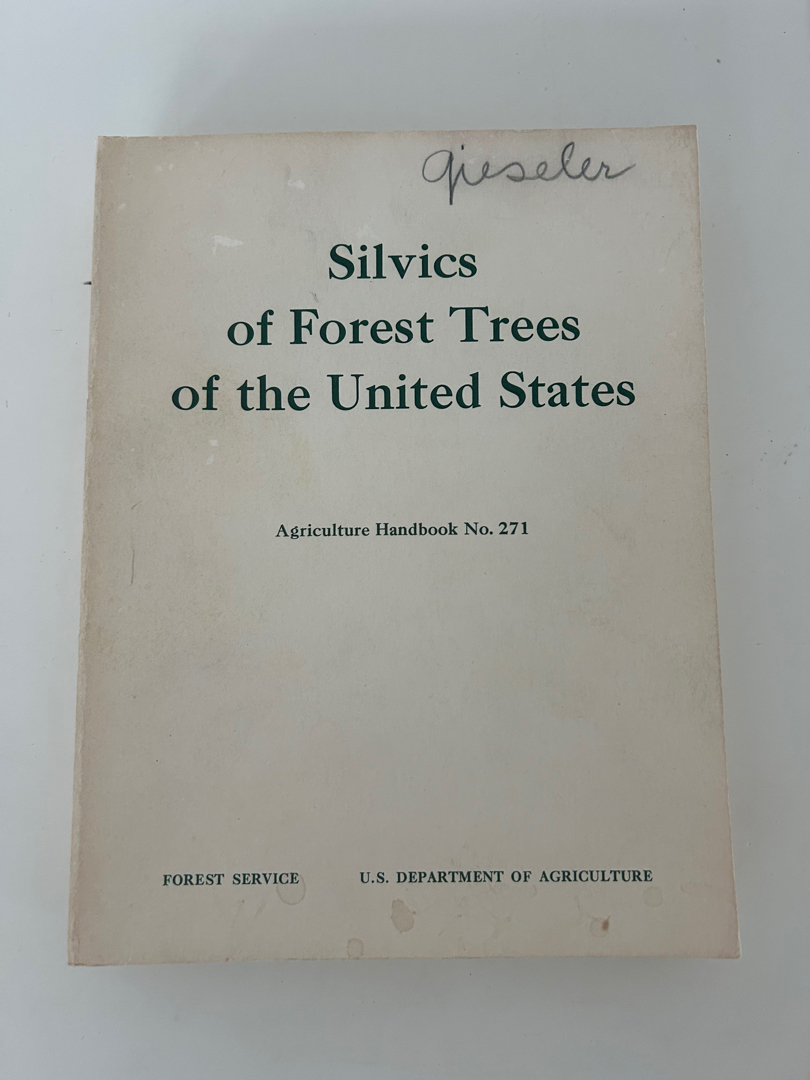 gieseler
Silvics
of Forest Trees
of the United States
Agriculture Handbook No. 271
FOREST SERVICE U.S. DEPARTMENT OF AGRICULTURE